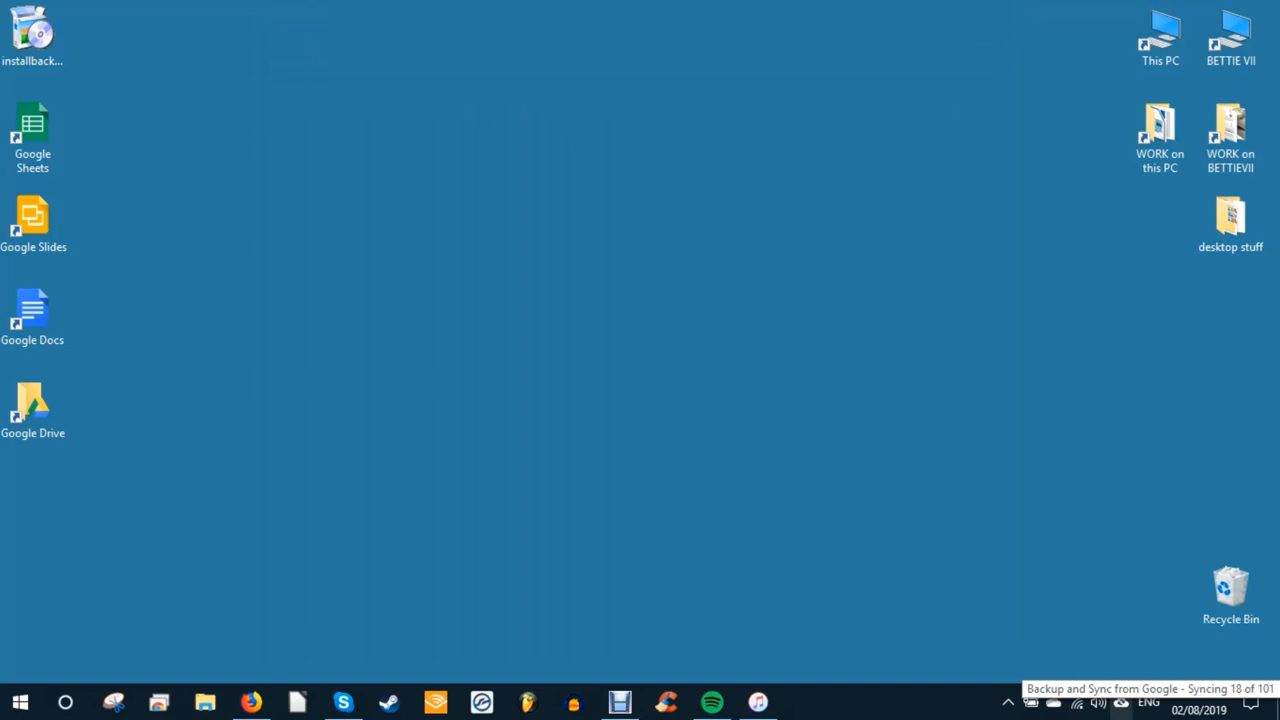 installback...
Google
Sheets
Google Slides
Google Docs
Google Drive
This PC
BETTIE VII
WORK on
this PC
WORK on
BETTIEVII
desktop stuff
Recycle Bin
Backup and Sync from Google - Syncing 18 of 101
ENG
02/08/2019